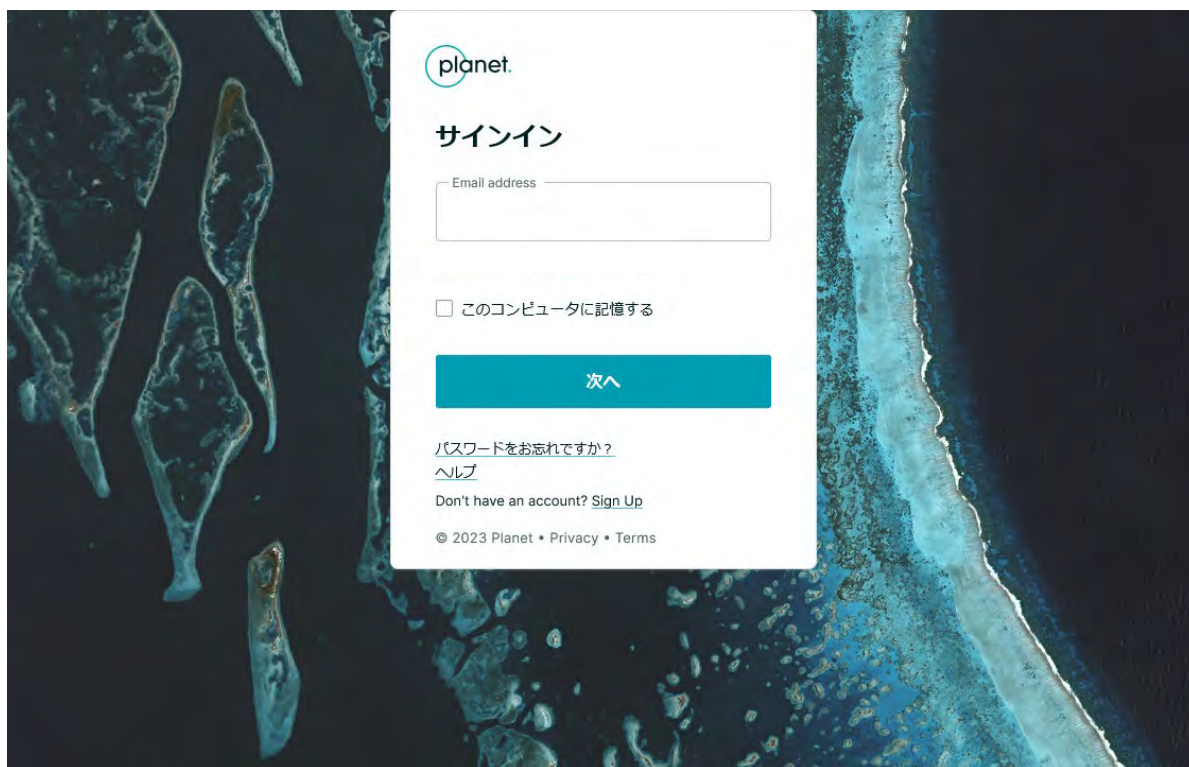 planet.
サインイン
Email address
このコンピュータに記憶する
次へ
パスワードをお忘れですか？
ヘルプ
Don't have an account? Sign Up
© 2023 Planet • Privacy • Terms